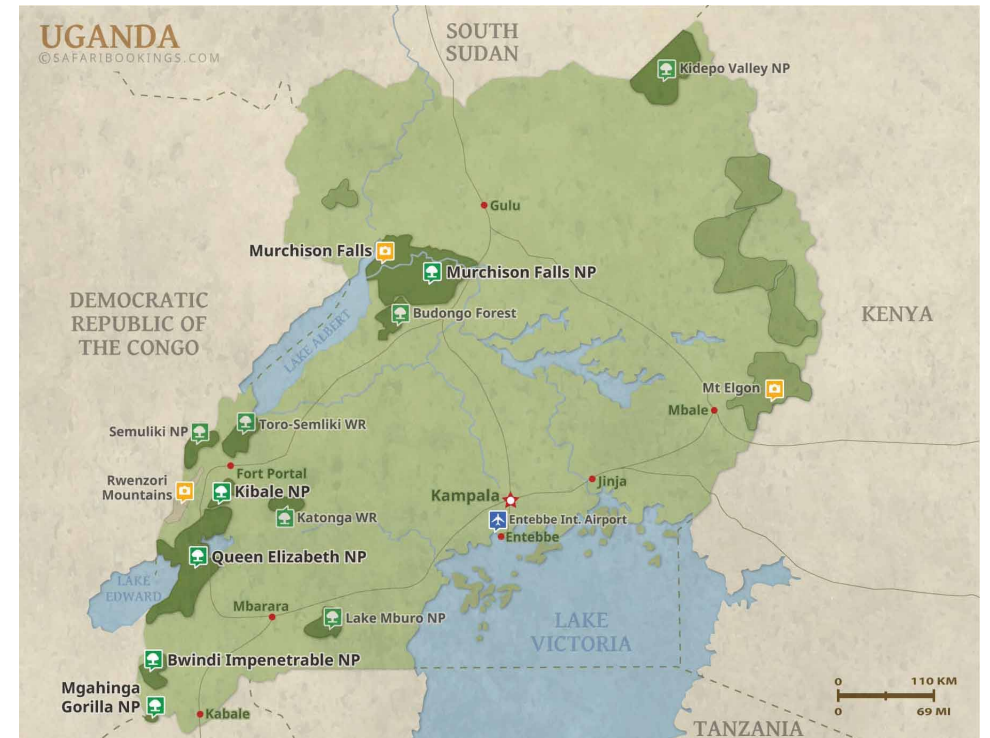 UGANDA
©SAFARIBOOKINGS.COM
SOUTH
SUDAN
Kidepo Valley NP
Gulu
Murchison Falls
Murchison Falls NP
DEMOCRATIC
REPUBLIC OF
THE CONGO
Budongo Forest
KENYA
LAKE ALBERT
Mt Elgon
Mbale
Toro-Semliki WR
Semuliki NP
Fort Portal
Rwenzori
Mountains
Kibale NP
Jinja
Kampala
Katonga WR
Entebbe Int. Airport
Entebbe
Queen Elizabeth NP
LAKE
EDWARD
Mbarara
Lake Mburo NP
LAKE
VICTORIA
Bwindi Impenetrable NP
Mgahinga
Gorilla NP
Kabale
0 110 KM
0 69 MI
TANZANIA